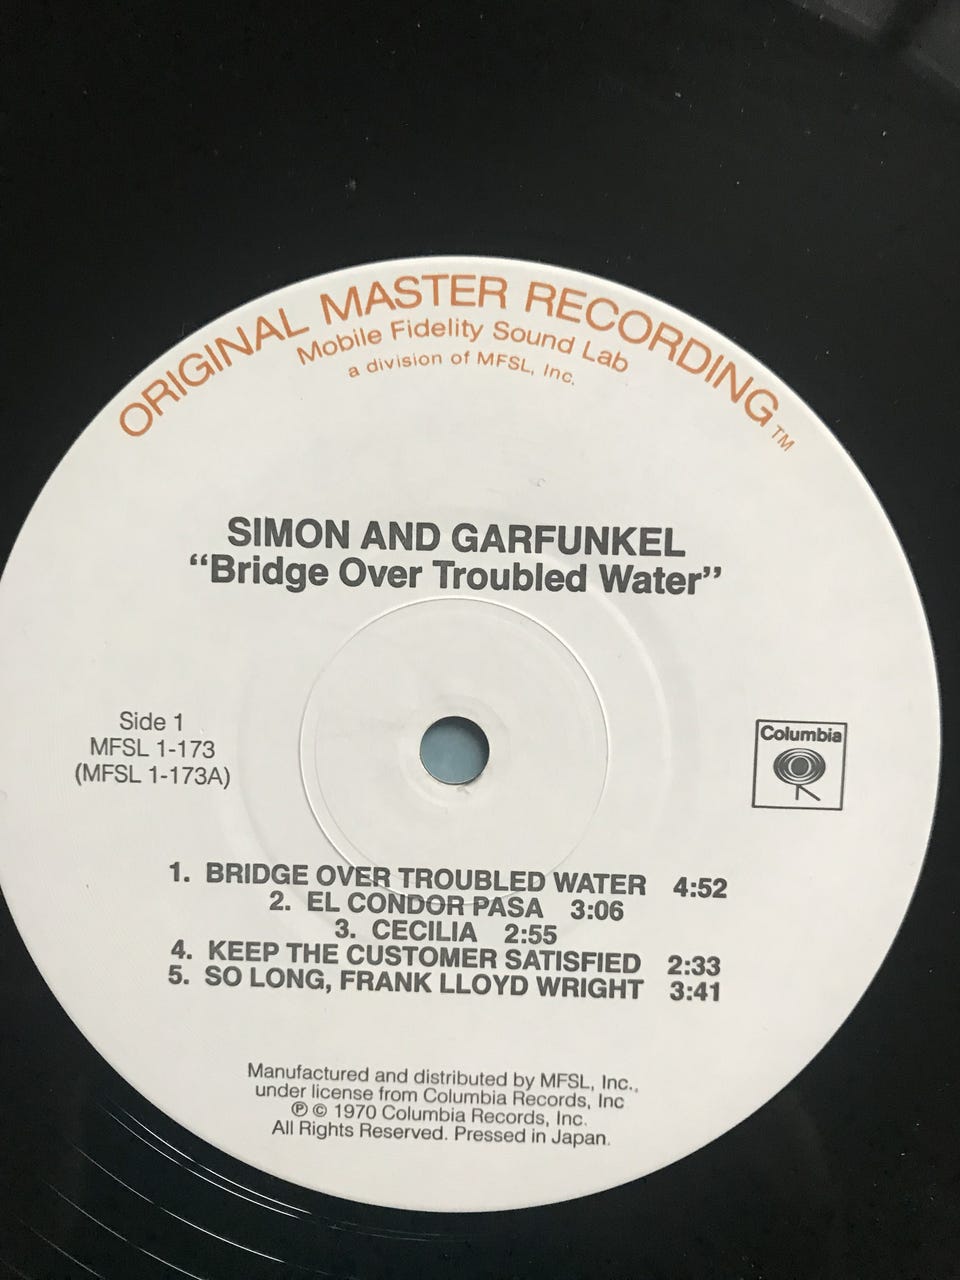 ORIGINAL MASTER RECORDING™
Mobile Fidelity Sound Lab
a division of MFSL, Inc.
SIMON AND GARFUNKEL
“Bridge Over Troubled Water”
Side 1
MFSL 1-173
(MFSL 1-173A)
Columbia
1. BRIDGE OVER TROUBLED WATER 4:52
2. EL CONDOR PASA 3:06
3. CECILIA 2:55
4. KEEP THE CUSTOMER SATISFIED 2:33
5. SO LONG, FRANK LLOYD WRIGHT 3:41
Manufactured and distributed by MFSL, Inc.,
under license from Columbia Records, Inc
℗ © 1970 Columbia Records, Inc.
All Rights Reserved. Pressed in Japan.